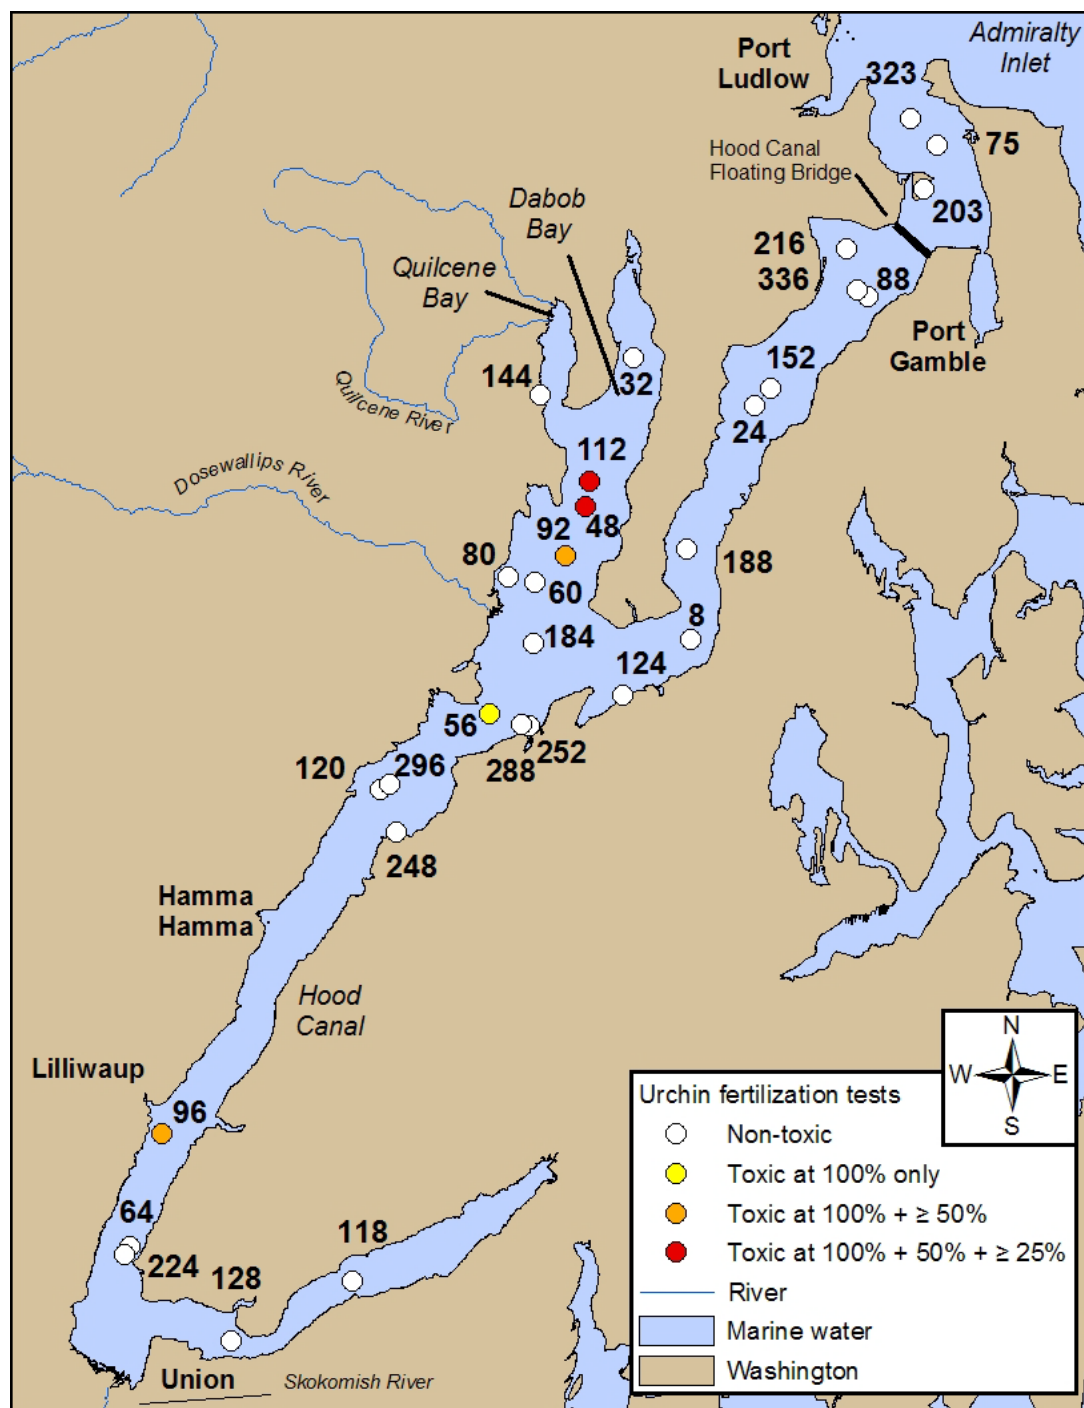 Admiralty
Inlet
Port
Ludlow
323
75
Hood Canal
Floating Bridge
203
Dabob
Bay
216
Quilcene
Bay
336
88
Port
Gamble
152
144
32
Quilcene River
24
112
Dosewallips River
48
92
80
188
60
8
184
124
56
252
288
120
296
248
Hamma
Hamma
Hood
Canal
Lilliwaup
96
64
118
224
128
Union
Skokomish River
N
W
E
S
Urchin fertilization tests
Non-toxic
Toxic at 100% only
Toxic at 100% + ≥ 50%
Toxic at 100% + 50% + ≥ 25%
River
Marine water
Washington